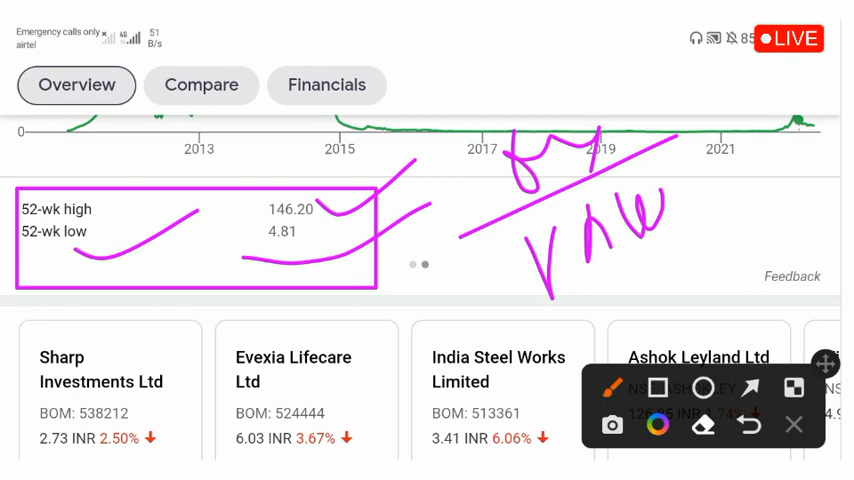 Emergency calls only
airtel
4G
51
B/s
LIVE
Overview
Compare
Financials
0
2013
2015
2017
2019
2021
52-wk high 146.20
52-wk low 4.81
Feedback
Sharp
Investments Ltd
BOM: 538212
2.73 INR 2.50%
Evexia Lifecare
Ltd
BOM: 524444
6.03 INR 3.67%
India Steel Works
Limited
BOM: 513361
3.41 INR 6.06%
Ashok Leyland Ltd